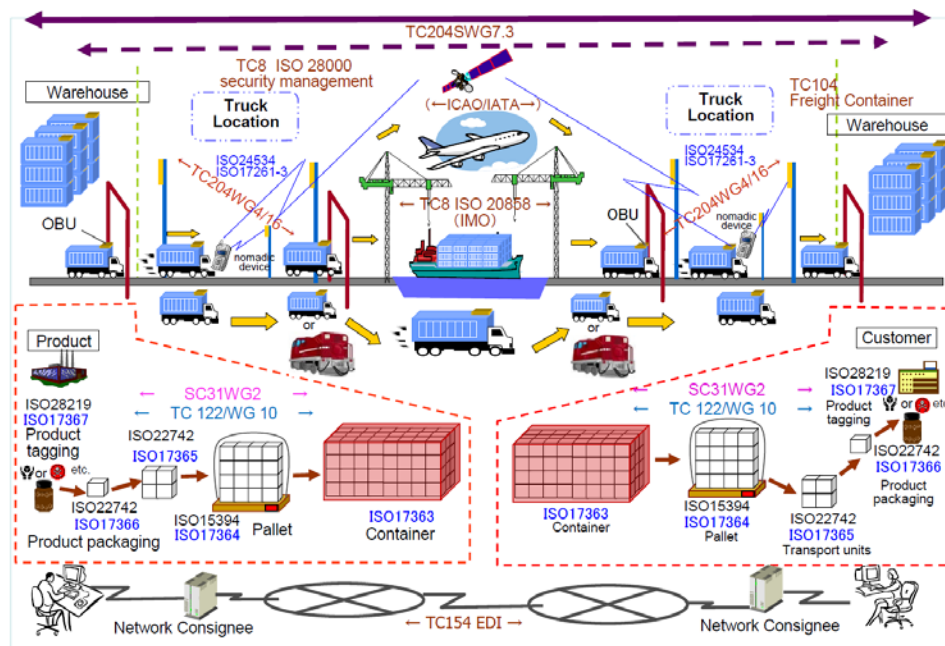 TC204SWG7.3
TC8 ISO 28000
security management
TC104
Freight Container
Warehouse
Truck
Location
(←ICAO/IATA→)
Truck
Location
Warehouse
ISO24534
ISO17261-3
ISO24534
ISO17261-3
TC204WG4/16
TC8 ISO 20858
(IMO)
TC204WG4/16
OBU
OBU
nomadic
device
nomadic
device
or
or
Product
Customer
SC31WG2
TC 122/WG 10
SC31WG2
TC 122/WG 10
ISO28219
ISO17367
Product
tagging
ISO28219
ISO17367
Product
tagging
or
etc.
or
etc
ISO22742
ISO17365
ISO22742
ISO17366
Product packaging
ISO15394
ISO17364
Pallet
ISO17363
Container
ISO17363
Container
ISO15394
ISO17364
Pallet
ISO22742
ISO17365
Transport units
ISO22742
ISO17366
Product
packaging
Network Consignee
TC154 EDI
Network Consignee